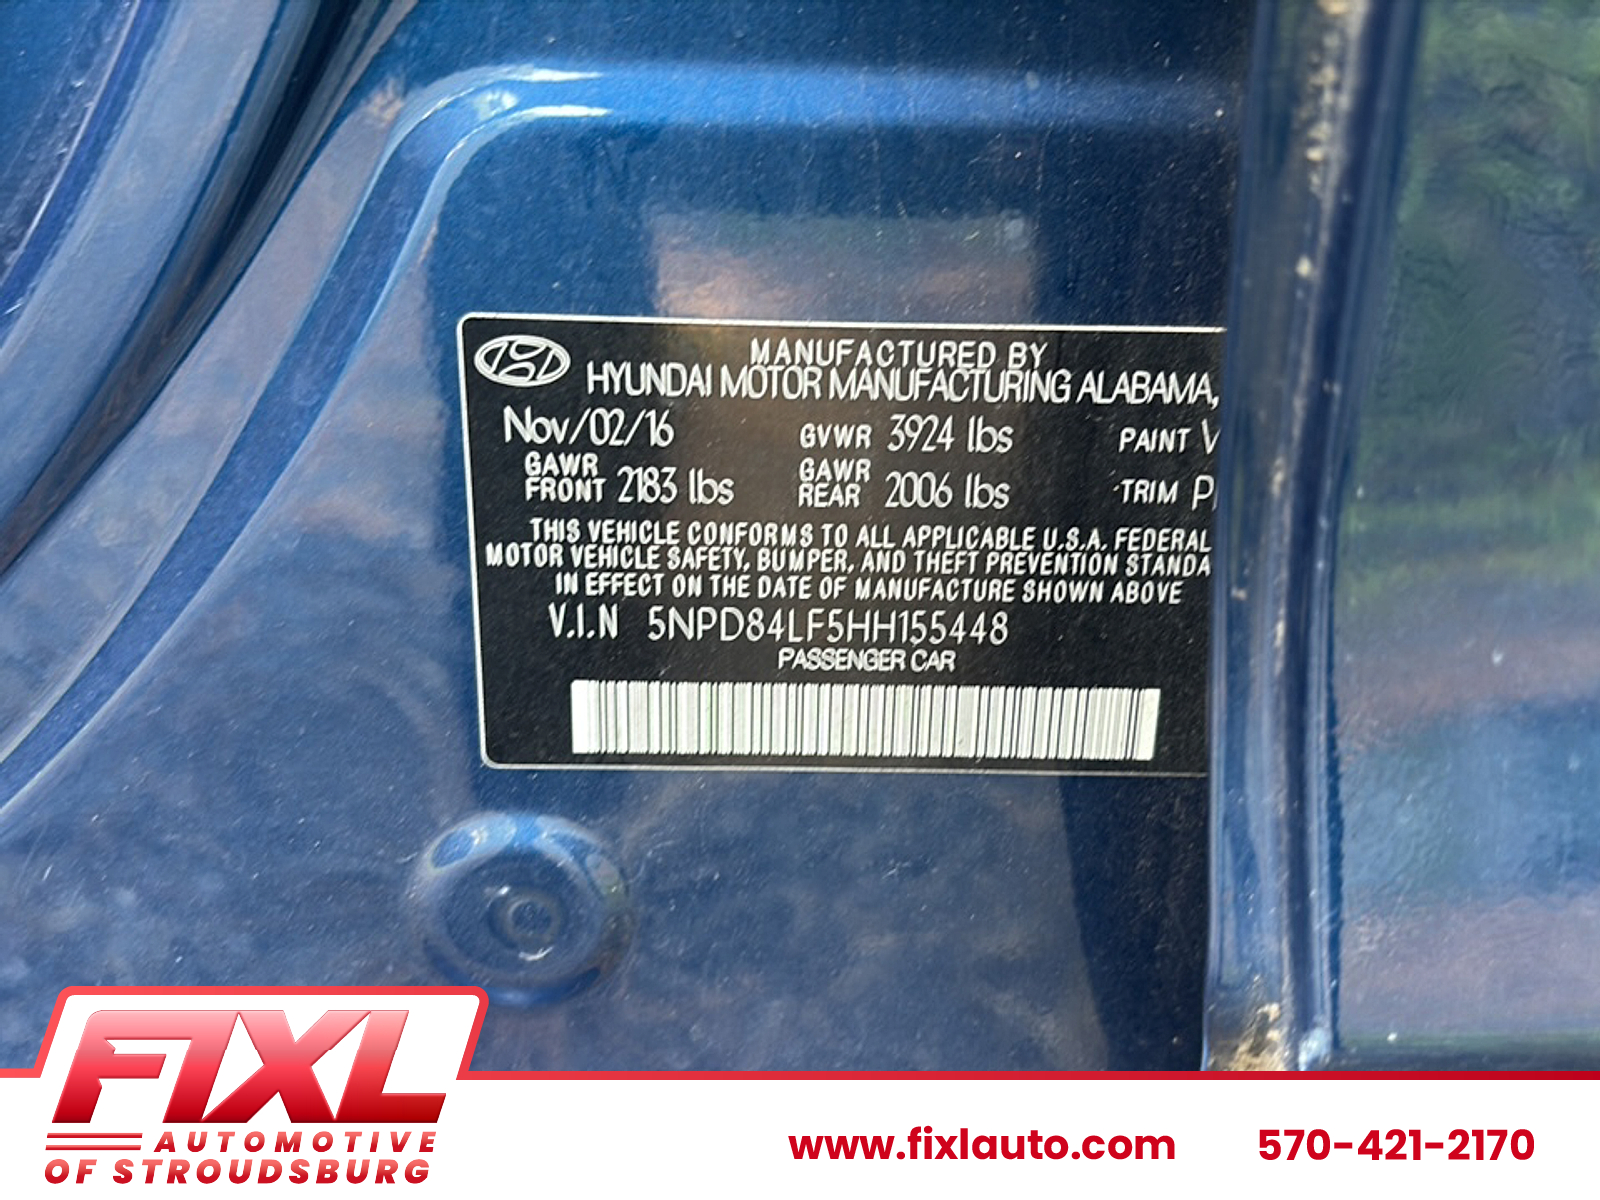 MANUFACTURED BY
HYUNDAI MOTOR MANUFACTURING ALABAMA,
Nov/02/16 GVWR 3924 lbs PAINT
GAWR FRONT 2183 lbs GAWR REAR 2006 lbs TRIM
THIS VEHICLE CONFORMS TO ALL APPLICABLE U.S.A. FEDERAL
MOTOR VEHICLE SAFETY, BUMPER, AND THEFT PREVENTION STANDA
IN EFFECT ON THE DATE OF MANUFACTURE SHOWN ABOVE
V.I.N 5NPD84LF5HH155448
PASSENGER CAR
FIXL
AUTOMOTIVE
OF STROUDSBURG
www.fixlauto.com 570-421-2170